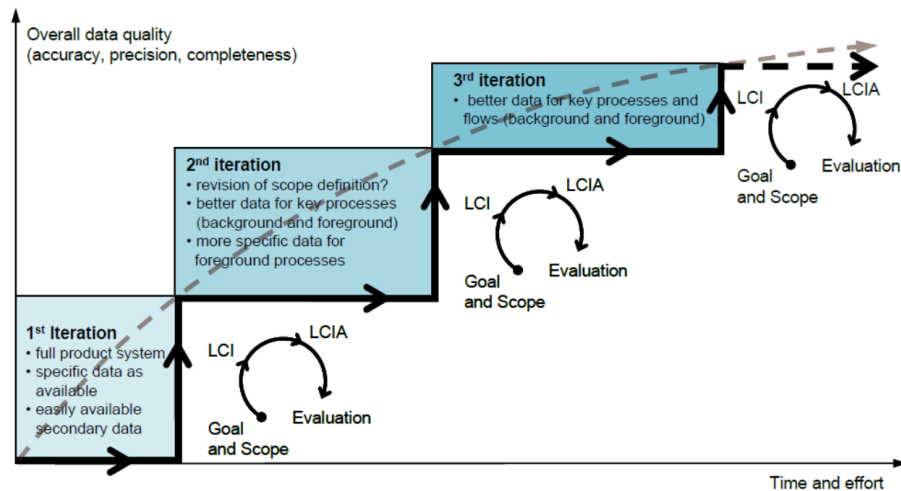 Overall data quality
(accuracy, precision, completeness)
3rd iteration
• better data for key processes and
flows (background and foreground)
LCI
LCIA
Goal
and Scope
Evaluation
2nd iteration
• revision of scope definition?
• better data for key processes
(background and foreground)
• more specific data for
foreground processes
LCI
LCIA
Goal
and Scope
Evaluation
1st Iteration
• full product system
• specific data as
available
• easily available
secondary data
LCI
LCIA
Goal
and Scope
Evaluation
Time and effort